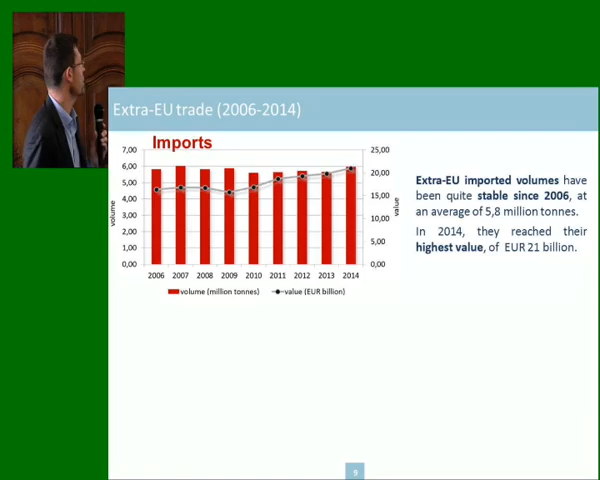 Extra-EU trade (2006-2014)
Imports
7,00
6,00
5,00
4,00
3,00
2,00
1,00
0,00
volume
25,00
20,00
15,00
10,00
5,00
0,00
value
2006 2007 2008 2009 2010 2011 2012 2013 2014
volume (million tonnes) value (EUR billion)
Extra-EU imported volumes have
been quite stable since 2006, at
an average of 5,8 million tonnes.
In 2014, they reached their
highest value, of EUR 21 billion.
9